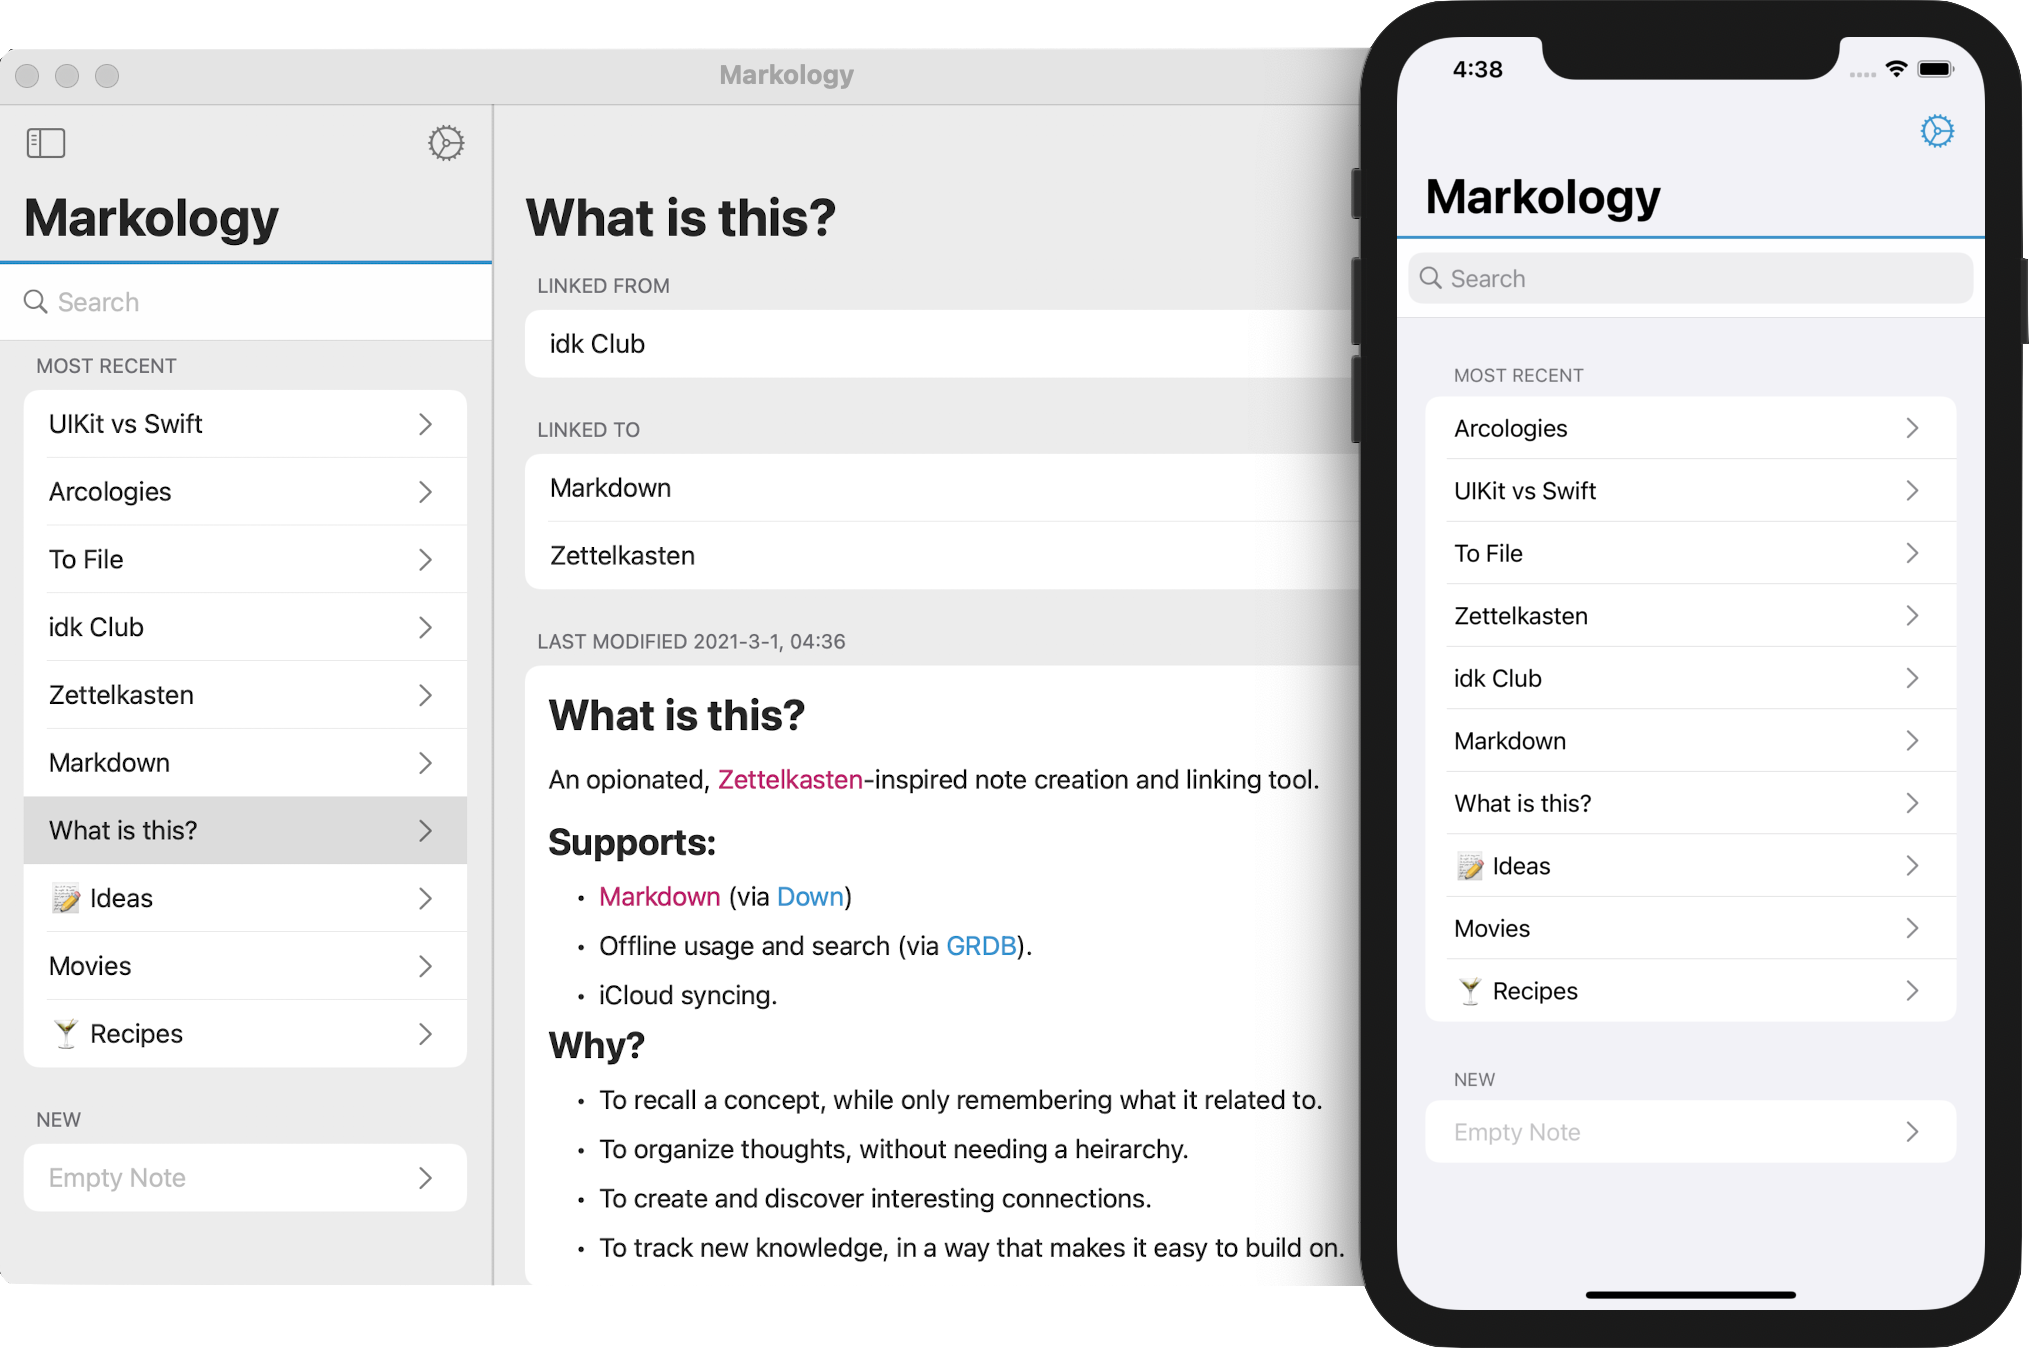 Markology
Markology
Search
MOST RECENT
UIKit vs Swift
Arcologies
To File
idk Club
Zettelkasten
Markdown
What is this?
Ideas
Movies
Recipes
NEW
Empty Note
What is this?
LINKED FROM
idk Club
LINKED TO
Markdown
Zettelkasten
LAST MODIFIED 2021-3-1, 04:36
What is this?
An opionated, Zettelkasten-inspired note creation and linking tool.
Supports:
• Markdown (via Down)
• Offline usage and search (via GRDB).
• iCloud syncing.
Why?
• To recall a concept, while only remembering what it related to.
• To organize thoughts, without needing a heirarchy.
• To create and discover interesting connections.
• To track new knowledge, in a way that makes it easy to build on.
4:38
Markology
Search
MOST RECENT
Arcologies
UIKit vs Swift
To File
Zettelkasten
idk Club
Markdown
What is this?
Ideas
Movies
Recipes
NEW
Empty Note